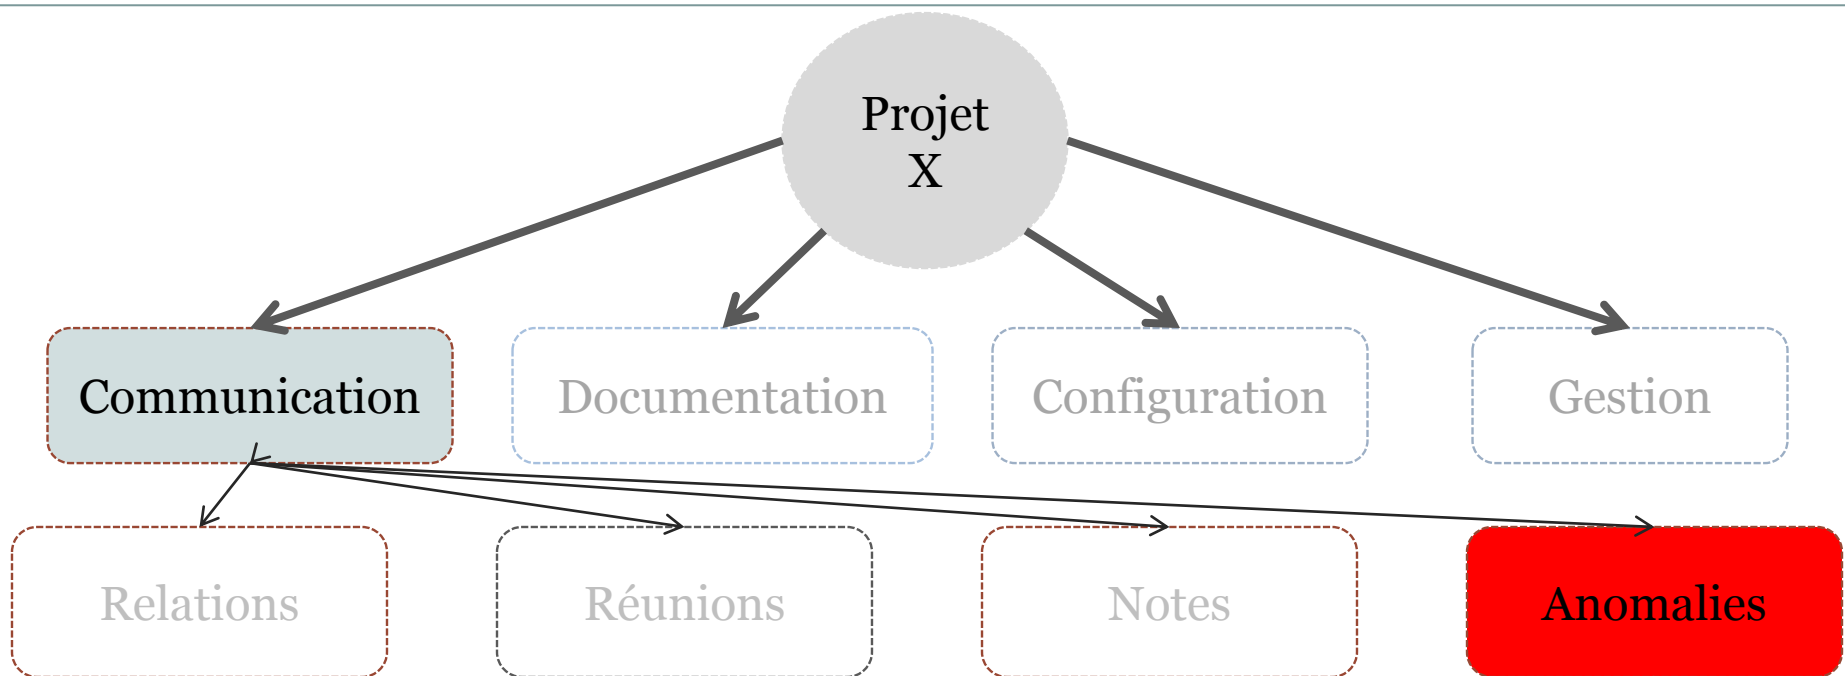 Projet
X
Communication
Documentation
Configuration
Gestion
Relations
Réunions
Notes
Anomalies